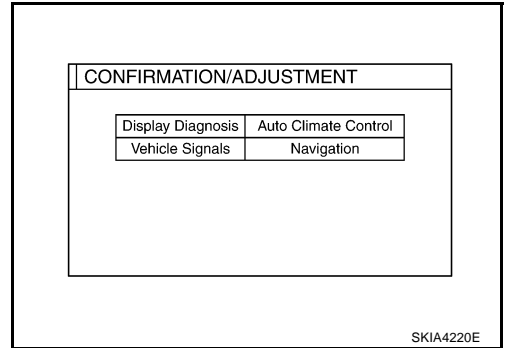 CONFIRMATION/ADJUSTMENT
Display Diagnosis Auto Climate Control
Vehicle Signals Navigation
SKIA4220E